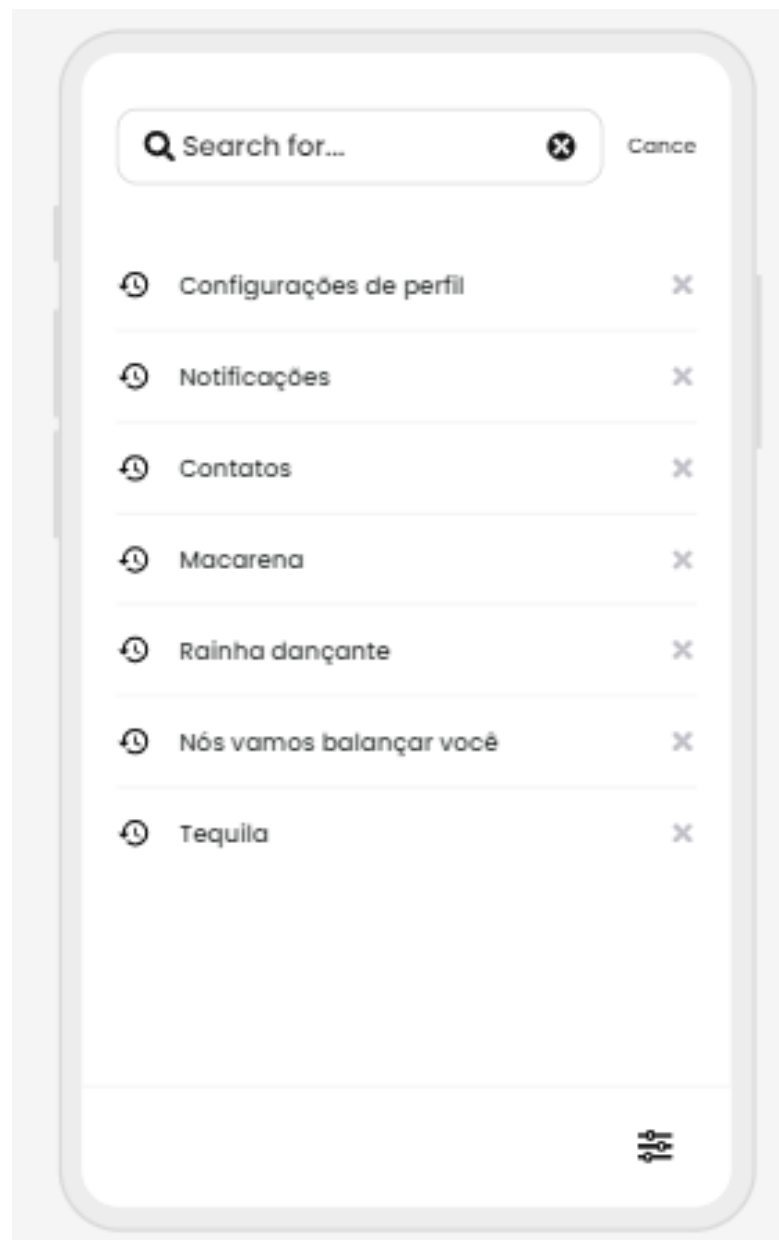 Search for...
Cance
Configurações de perfil
Notificações
Contatos
Macarena
Rainha dançante
Nós vamos balançar você
Tequila